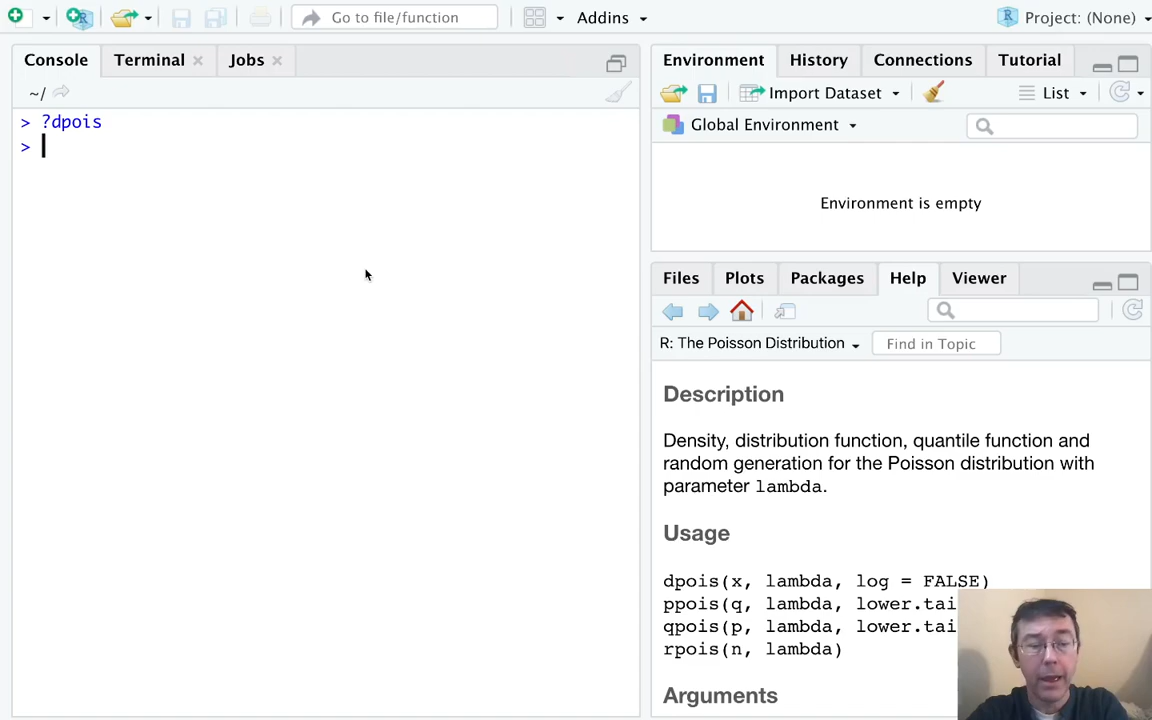 Go to file/function
Addins
Project: (None)
Console
Terminal
Jobs
~/
> ?dpois
>
Environment
History
Connections
Tutorial
Import Dataset
List
Global Environment
Environment is empty
Files
Plots
Packages
Help
Viewer
R: The Poisson Distribution
Find in Topic
Description
Density, distribution function, quantile function and
random generation for the Poisson distribution with
parameter lambda.
Usage
dpois(x, lambda, log = FALSE)
ppois(q, lambda, lower.tai
qpois(p, lambda, lower.tai
rpois(n, lambda)
Arguments